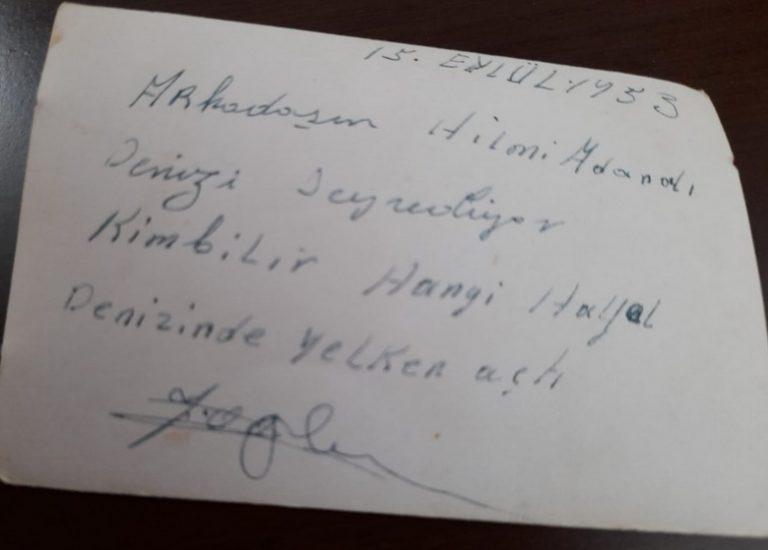 15. EYLÜL.1953
ARkadaşım Hilmi Adanalı
Denizi Seyrediyor
Kimbilir Hangi Hayal
Denizinde yelken açtı